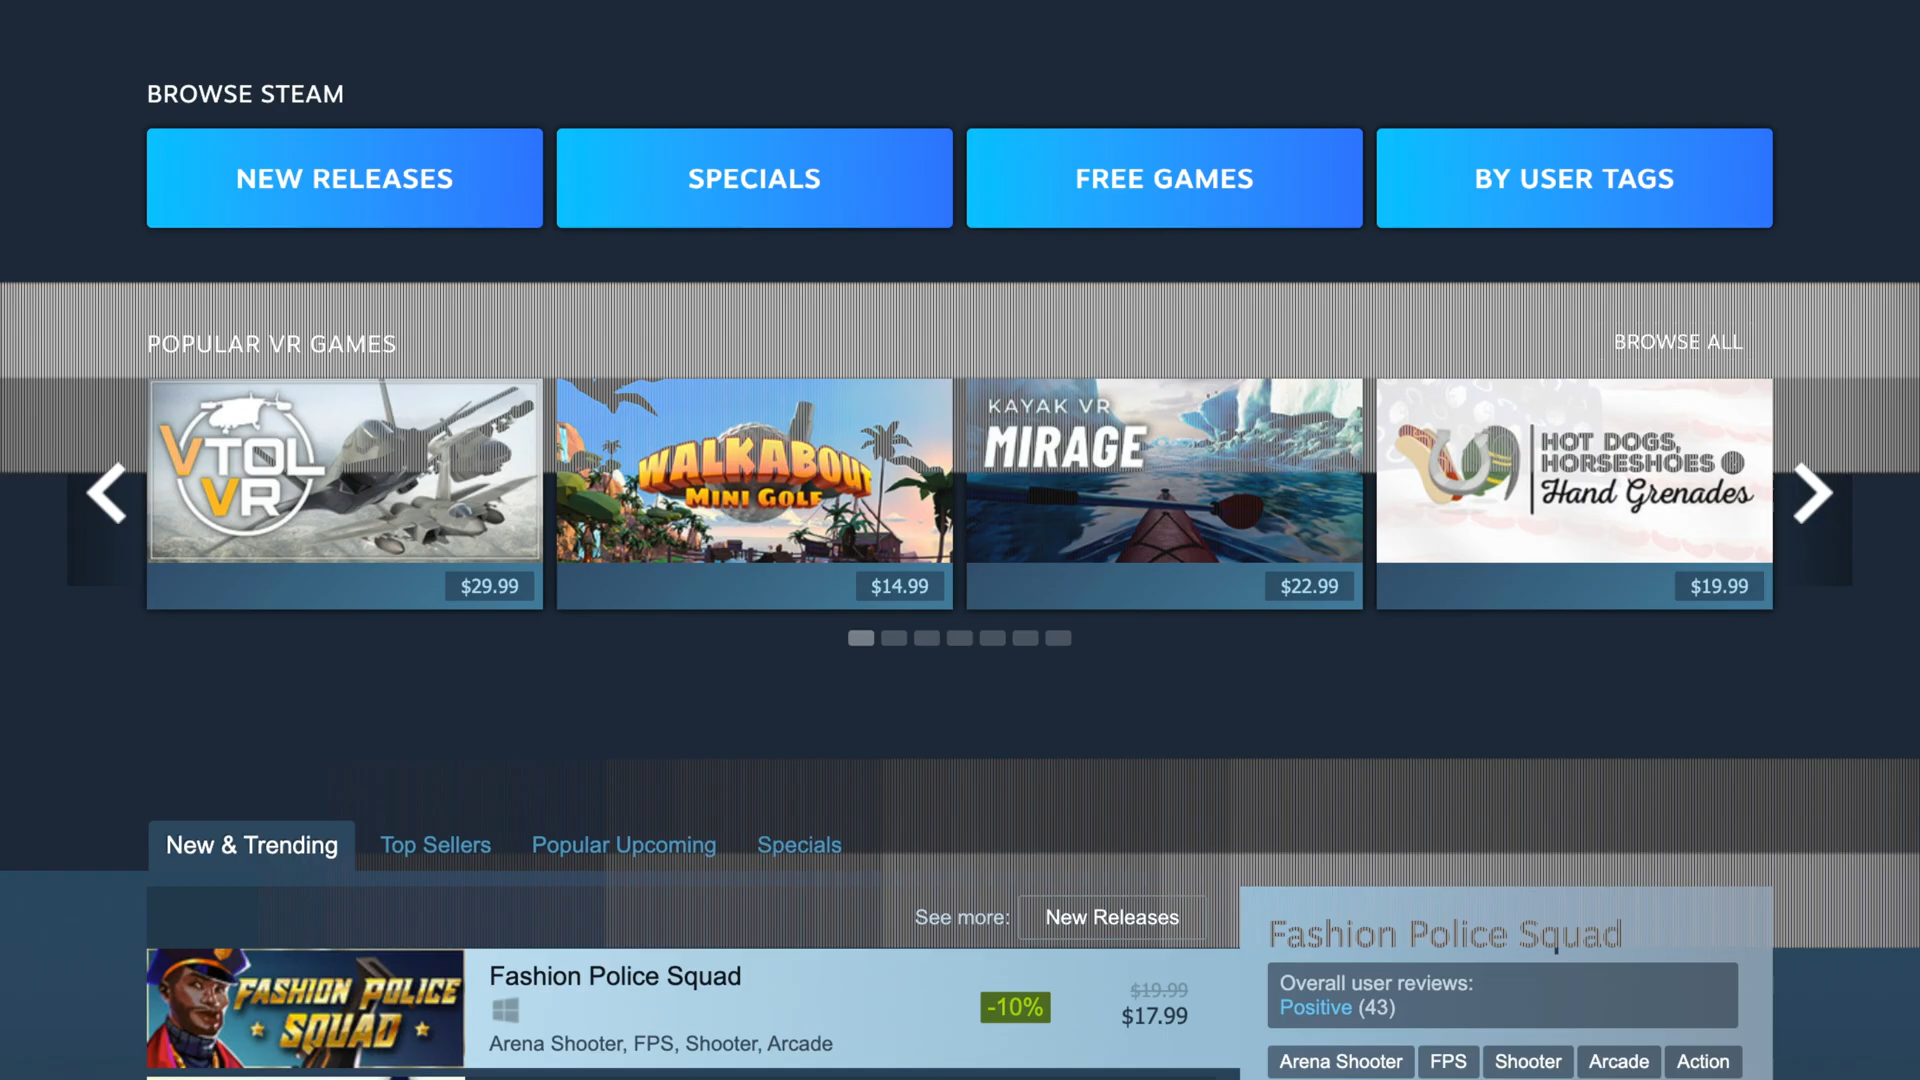 BROWSE STEAM
NEW RELEASES
SPECIALS
FREE GAMES
BY USER TAGS
POPULAR VR GAMES
BROWSE ALL
VTOL
VR
WALKABOUT
MINI GOLF
KAYAK VR
MIRAGE
HOT DOGS,
HORSESHOES &
Hand Grenades
$29.99
$14.99
$22.99
$19.99
New & Trending
Top Sellers
Popular Upcoming
Specials
See more:
New Releases
FASHION POLICE
SQUAD
Fashion Police Squad
Arena Shooter, FPS, Shooter, Arcade
-10%
$19.99
$17.99
Fashion Police Squad
Overall user reviews:
Positive (43)
Arena Shooter
FPS
Shooter
Arcade
Action